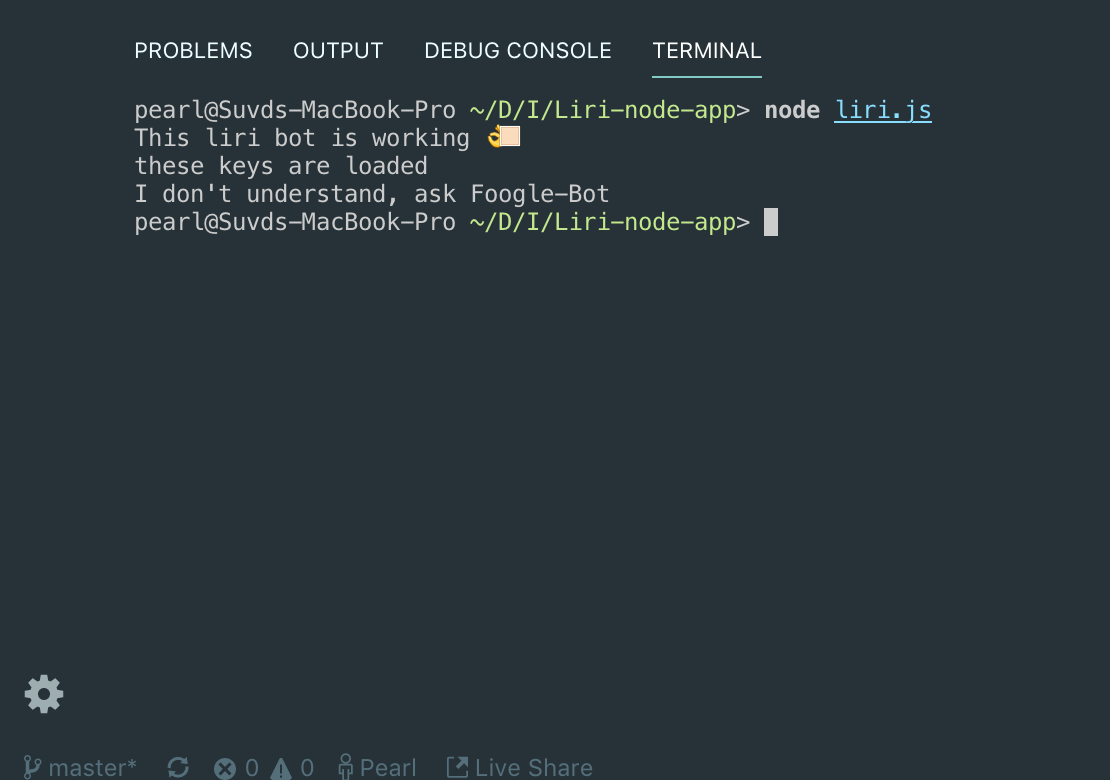 PROBLEMS OUTPUT DEBUG CONSOLE TERMINAL
pearl@Suvds-MacBook-Pro ~/D/I/Liri-node-app> node liri.js
This liri bot is working 👌🏼
these keys are loaded
I don't understand, ask Foogle-Bot
pearl@Suvds-MacBook-Pro ~/D/I/Liri-node-app>
master* 0 0 Pearl Live Share